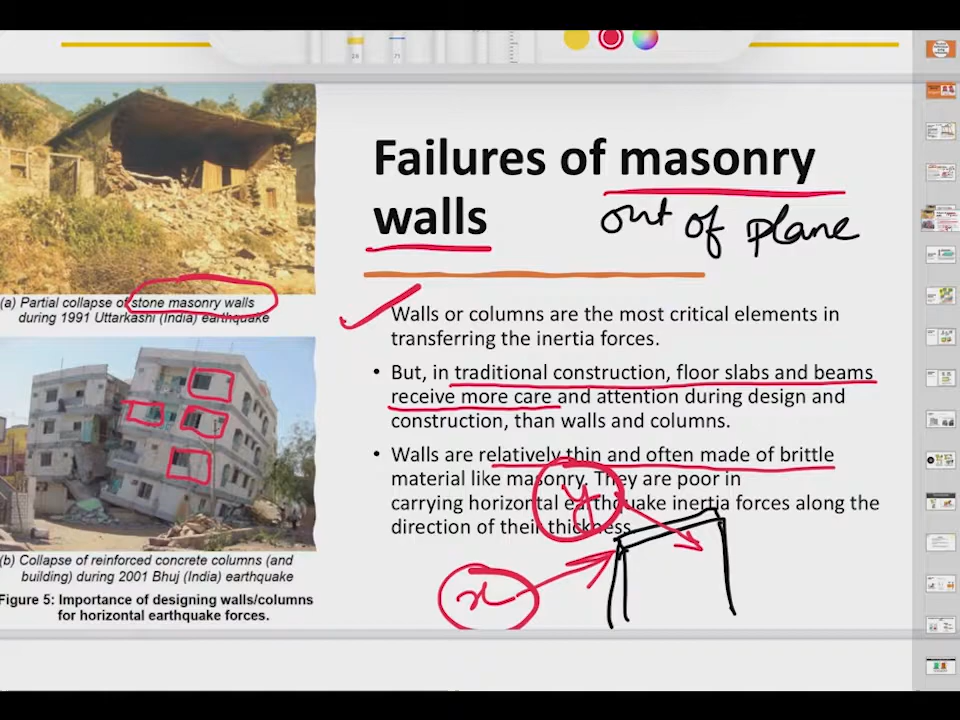 Failures of masonry
walls
out of plane
Walls or columns are the most critical elements in
transferring the inertia forces.
• But, in traditional construction, floor slabs and beams
receive more care and attention during design and
construction, than walls and columns.
• Walls are relatively thin and often made of brittle
material like masonry. They are poor in
carrying horizontal earthquake inertia forces along the
direction of their thickness.
y
x
(a) Partial collapse of stone masonry walls
during 1991 Uttarkashi (India) earthquake
(b) Collapse of reinforced concrete columns (and
building) during 2001 Bhuj (India) earthquake
Figure 5: Importance of designing walls/columns
for horizontal earthquake forces.